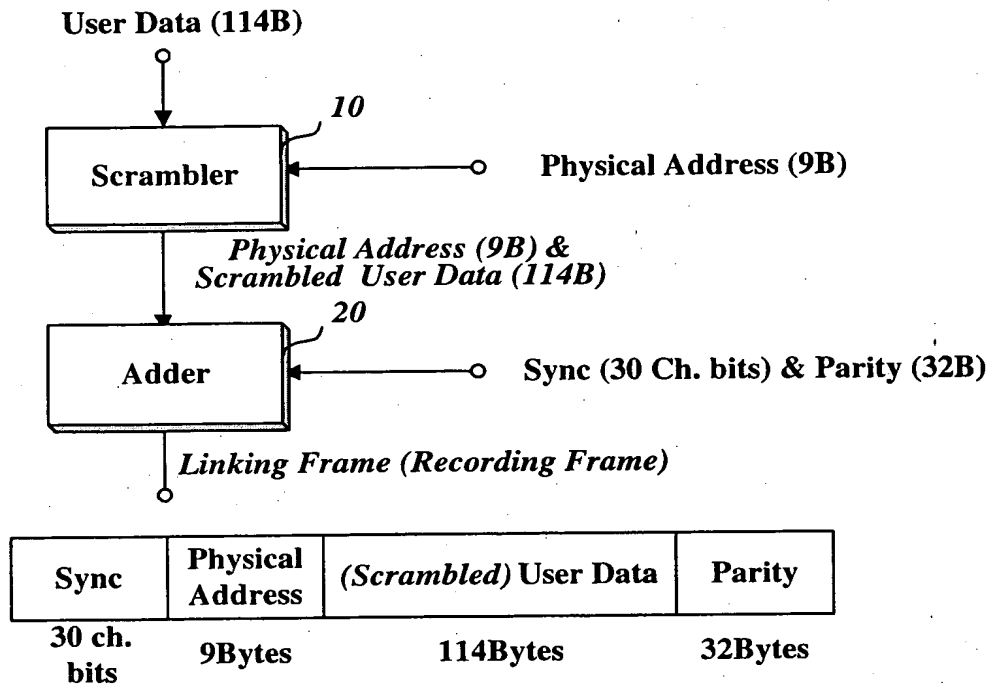 User Data (114B)
10
Scrambler
Physical Address (9B)
Physical Address (9B) &
Scrambled User Data (114B)
20
Adder
Sync (30 Ch. bits) & Parity (32B)
Linking Frame (Recording Frame)
Sync
Physical
Address
(Scrambled) User Data
Parity
30 ch.
bits
9Bytes
114Bytes
32Bytes